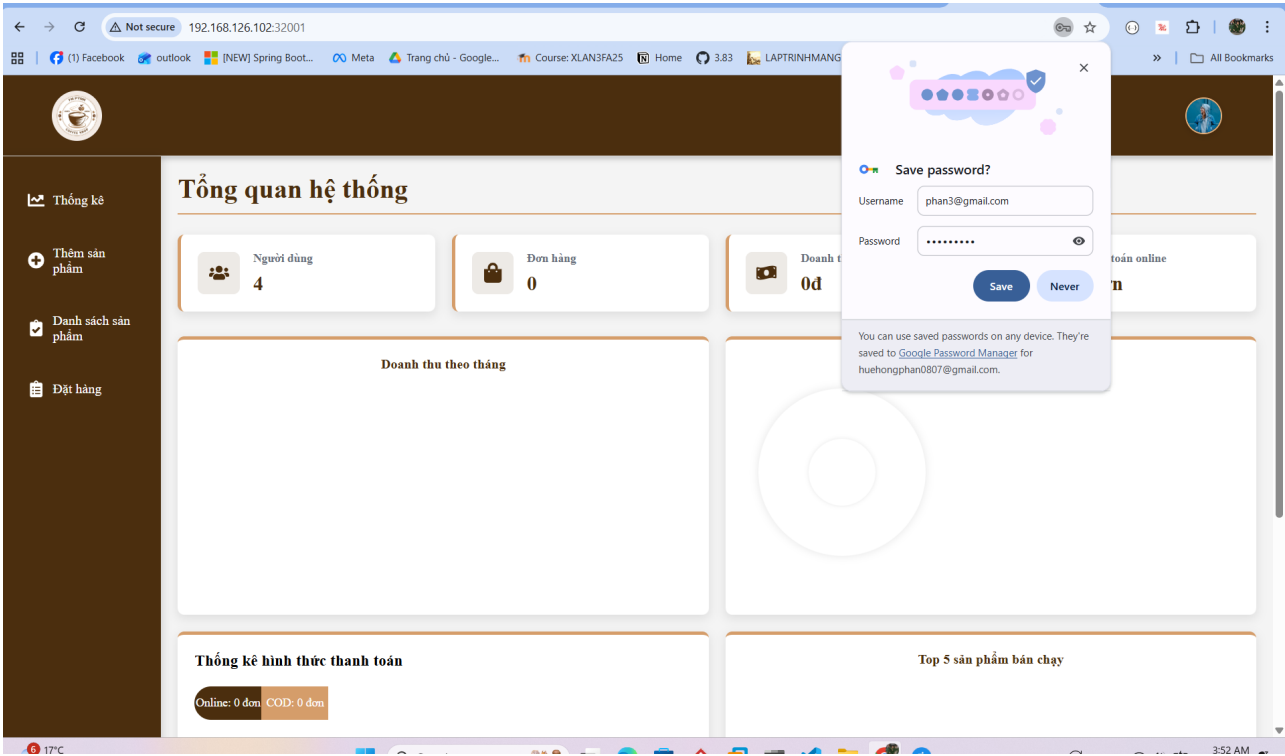 Not secure 192.168.126.102:32001
(1) Facebook outlook [NEW] Spring Boot... Meta Trang chủ - Google... Course: XLAN3FA25 Home 3.83 LAPTRINHMANG » All Bookmarks
Save password?
Username phan3@gmail.com
Password •••••••••
Save Never
You can use saved passwords on any device. They're
saved to Google Password Manager for
huehongphan0807@gmail.com.
Thống kê
Thêm sản
phẩm
Danh sách sản
phẩm
Đặt hàng
Tổng quan hệ thống
Người dùng
4
Đơn hàng
0
Doanh t
0đ
toán online
Doanh thu theo tháng
Thống kê hình thức thanh toán
Online: 0 đơn COD: 0 đơn
Top 5 sản phẩm bán chạy
6 17°C
3:52 AM